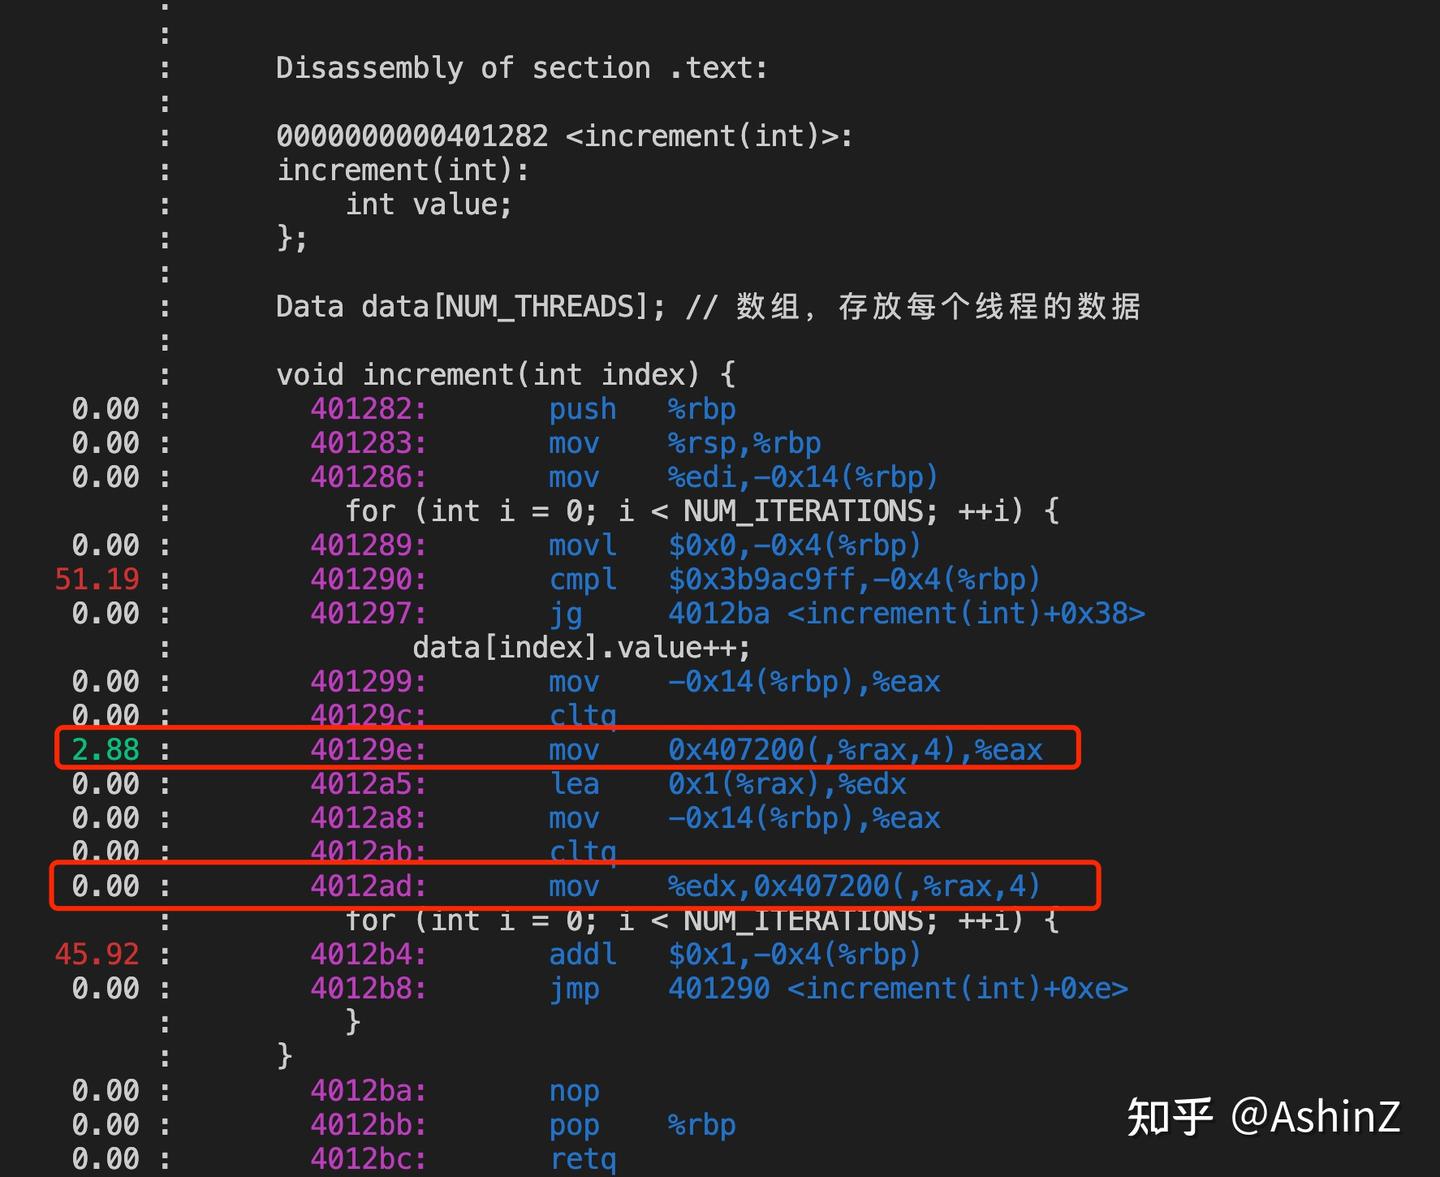 :
:
: Disassembly of section .text:
:
: 0000000000401282 <increment(int)>:
: increment(int):
: int value;
: };
:
: Data data[NUM_THREADS]; // 数组，存放每个线程的数据
:
: void increment(int index) {
0.00 : 401282: push %rbp
0.00 : 401283: mov %rsp,%rbp
0.00 : 401286: mov %edi,-0x14(%rbp)
: for (int i = 0; i < NUM_ITERATIONS; ++i) {
0.00 : 401289: movl $0x0,-0x4(%rbp)
51.19 : 401290: cmpl $0x3b9ac9ff,-0x4(%rbp)
0.00 : 401297: jg 4012ba <increment(int)+0x38>
: data[index].value++;
0.00 : 401299: mov -0x14(%rbp),%eax
0.00 : 40129c: cltq
2.88 : 40129e: mov 0x407200(,%rax,4),%eax
0.00 : 4012a5: lea 0x1(%rax),%edx
0.00 : 4012a8: mov -0x14(%rbp),%eax
0.00 : 4012ab: cltq
0.00 : 4012ad: mov %edx,0x407200(,%rax,4)
: for (int i = 0; i < NUM_ITERATIONS; ++i) {
45.92 : 4012b4: addl $0x1,-0x4(%rbp)
0.00 : 4012b8: jmp 401290 <increment(int)+0xe>
: }
: }
0.00 : 4012ba: nop
0.00 : 4012bb: pop %rbp
0.00 : 4012bc: retq
知乎 @AshinZ